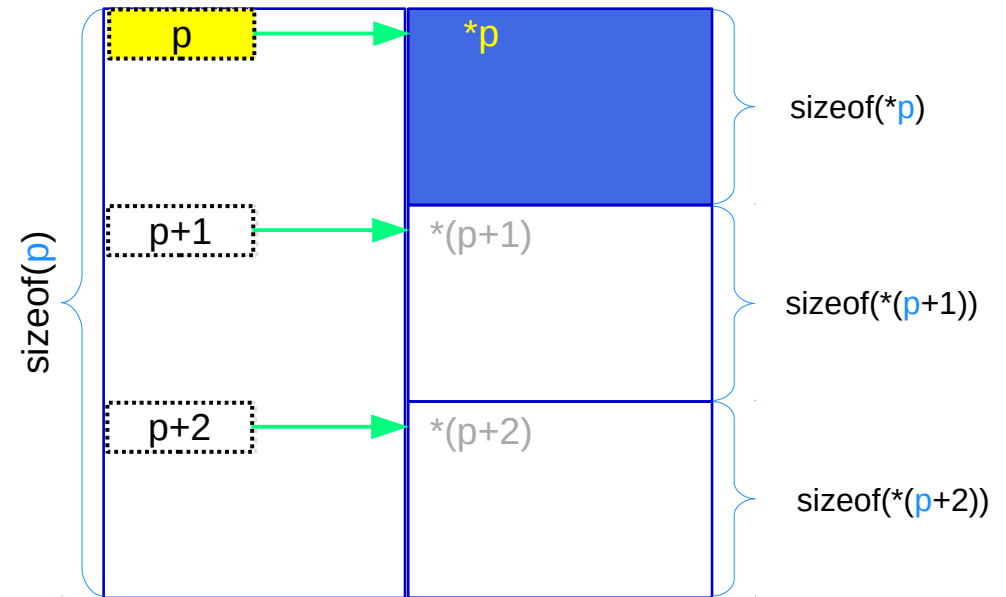 p
*p
sizeof(*p)
sizeof(p)
p+1
*(p+1)
sizeof(*(p+1))
p+2
*(p+2)
sizeof(*(p+2))